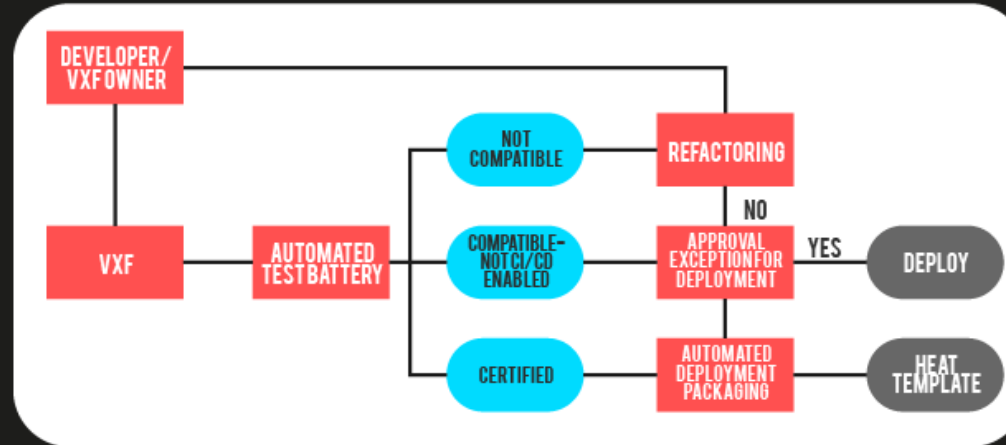 DEVELOPER/
VXF OWNER
NOT
COMPATIBLE
REFACTORING
NO
VXF
AUTOMATED
TEST BATTERY
COMPATIBLE-
NOT CI/CD
ENABLED
APPROVAL
EXCEPTION FOR
DEPLOYMENT
YES
DEPLOY
CERTIFIED
AUTOMATED
DEPLOYMENT
PACKAGING
HEAT
TEMPLATE